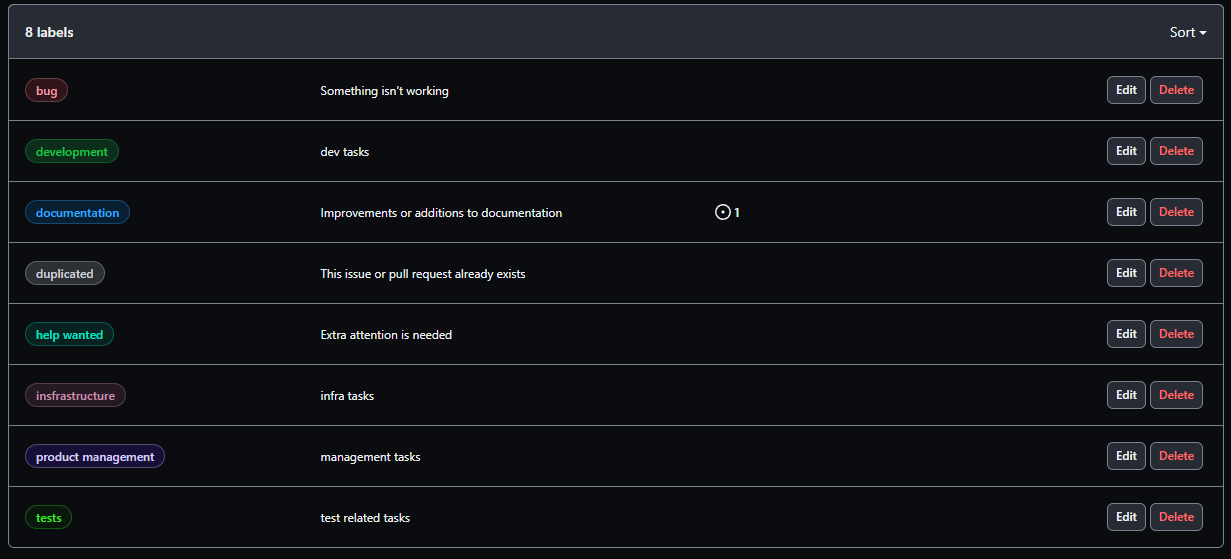 8 labels Sort
bug Something isn't working Edit Delete
development dev tasks Edit Delete
documentation Improvements or additions to documentation 1 Edit Delete
duplicated This issue or pull request already exists Edit Delete
help wanted Extra attention is needed Edit Delete
insfrastructure infra tasks Edit Delete
product management management tasks Edit Delete
tests test related tasks Edit Delete